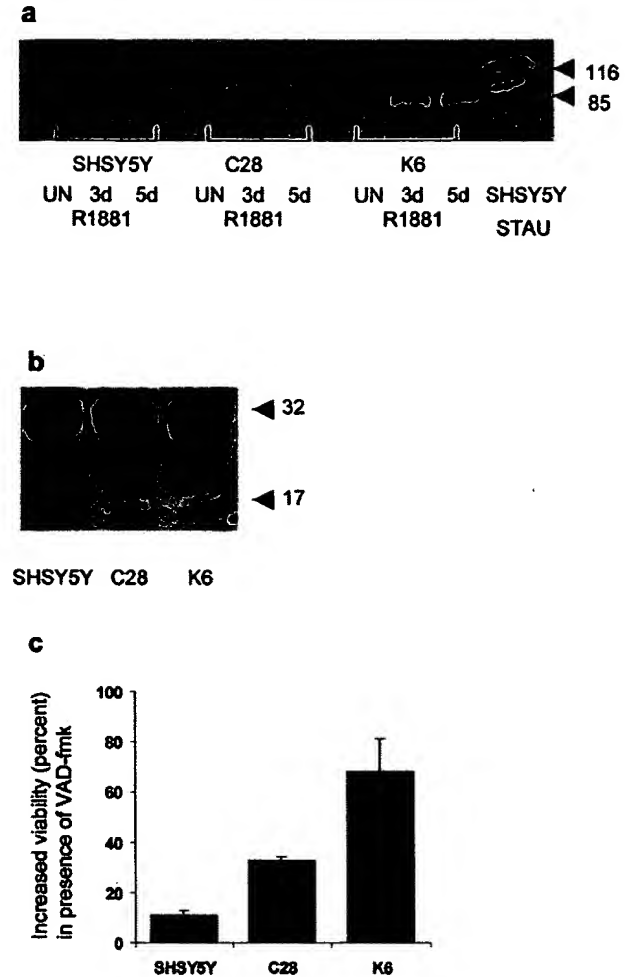 a
116
85
SHSY5Y C28 K6
UN 3d 5d UN 3d 5d UN 3d 5d SHSY5Y
R1881 R1881 R1881 STAU
b
32
17
SHSY5Y C28 K6
c
Increased viability (percent)
in presence of VAD-fmk
100
80
60
40
20
0
SHSY5Y C28 K6